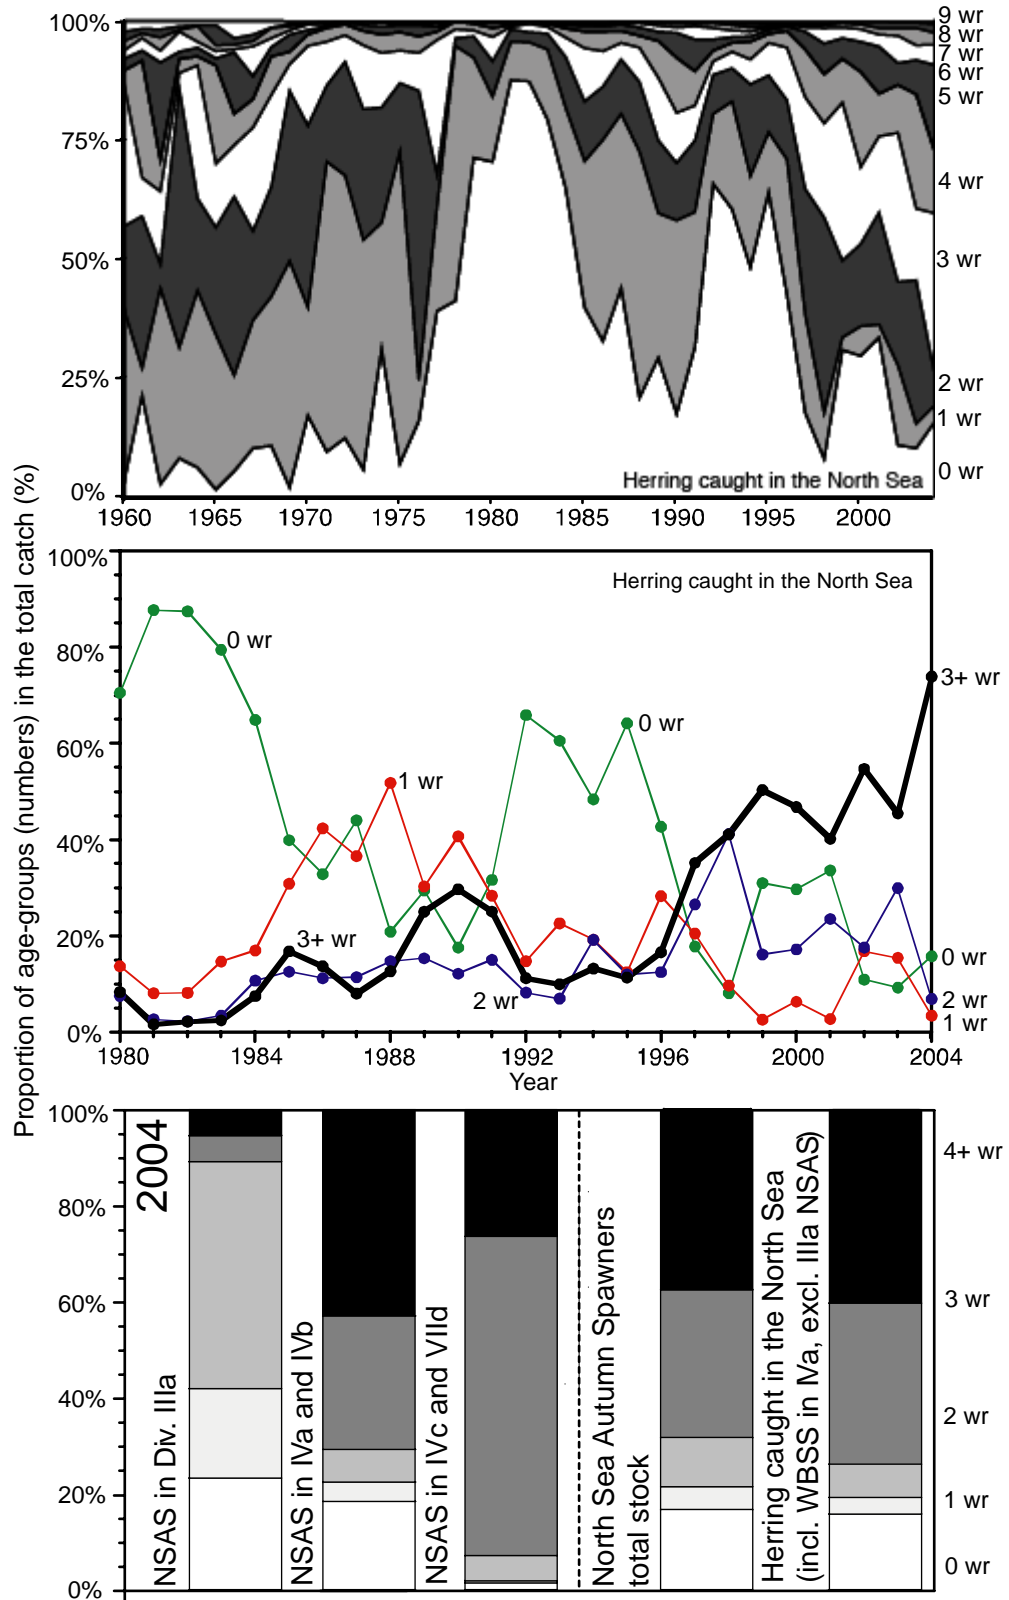 Proportion of age-groups (numbers) in the total catch (%)
100%
75%
50%
25%
0%
9 wr
8 wr
7 wr
6 wr
5 wr
4 wr
3 wr
2 wr
1 wr
0 wr
Herring caught in the North Sea
1960 1965 1970 1975 1980 1985 1990 1995 2000
100%
80%
60%
40%
20%
0%
Herring caught in the North Sea
0 wr
0 wr
1 wr
3+ wr
2 wr
3+ wr
0 wr
2 wr
1 wr
1980 1984 1988 1992 1996 2000 2004
Year
100%
80%
60%
40%
20%
0%
2004
NSAS in Div. IIIa
NSAS in IVa and IVb
NSAS in IVc and VIId
North Sea Autumn Spawners
total stock
Herring caught in the North Sea
(incl. WBSS in IVa, excl. IIIa NSAS)
4+ wr
3 wr
2 wr
1 wr
0 wr